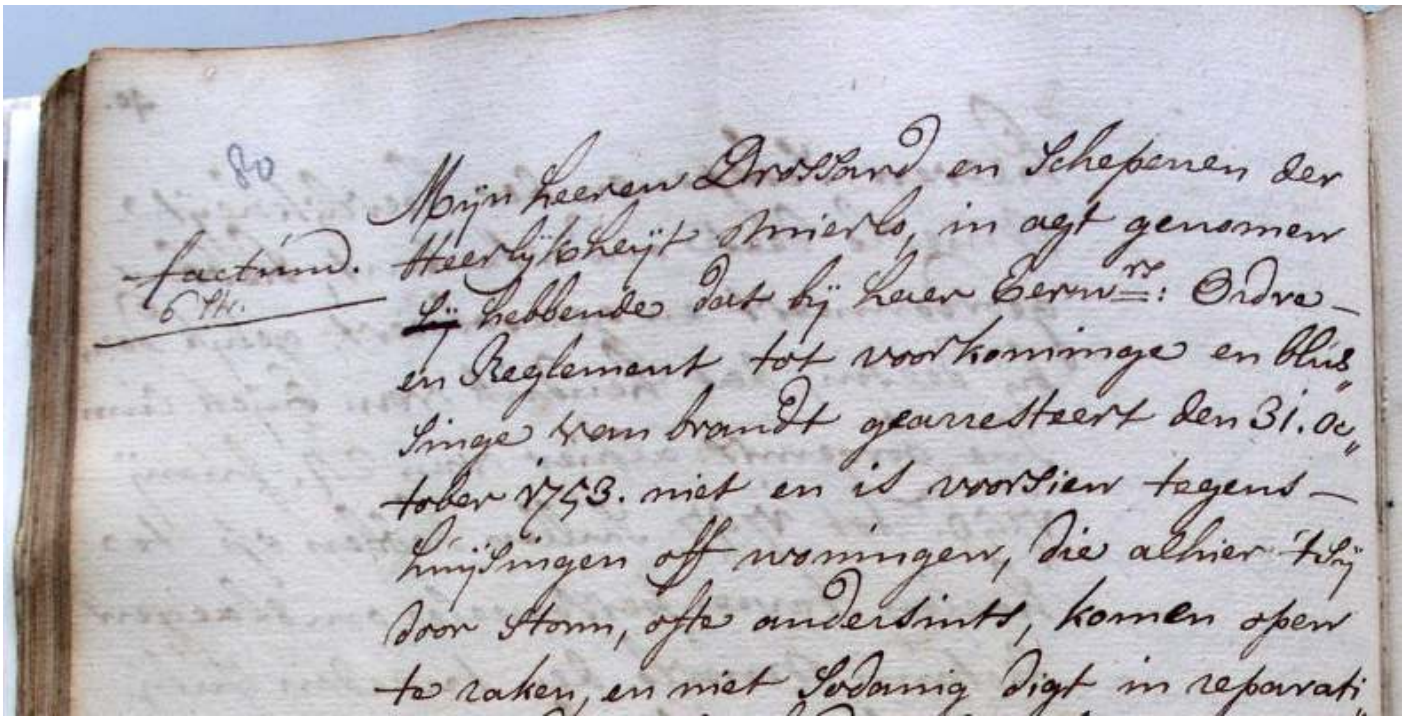 80
factum.
6 str.
Mijn heeren Drossard en Schepenen der
Heerlijkheijt Mierlo, in agt genomen
sij hebbende dat bij haer Eerw:rs: Ordre
en Reglement tot voorkominge en blus„
singe van brandt gearresteert den 31. oc„
tober 1753. niet en is voorsien tegens
huijsingen off woningen, die alhier 't sij
door storm, ofte andersints, komen open
te raken, en niet sodanig digt in reparati„